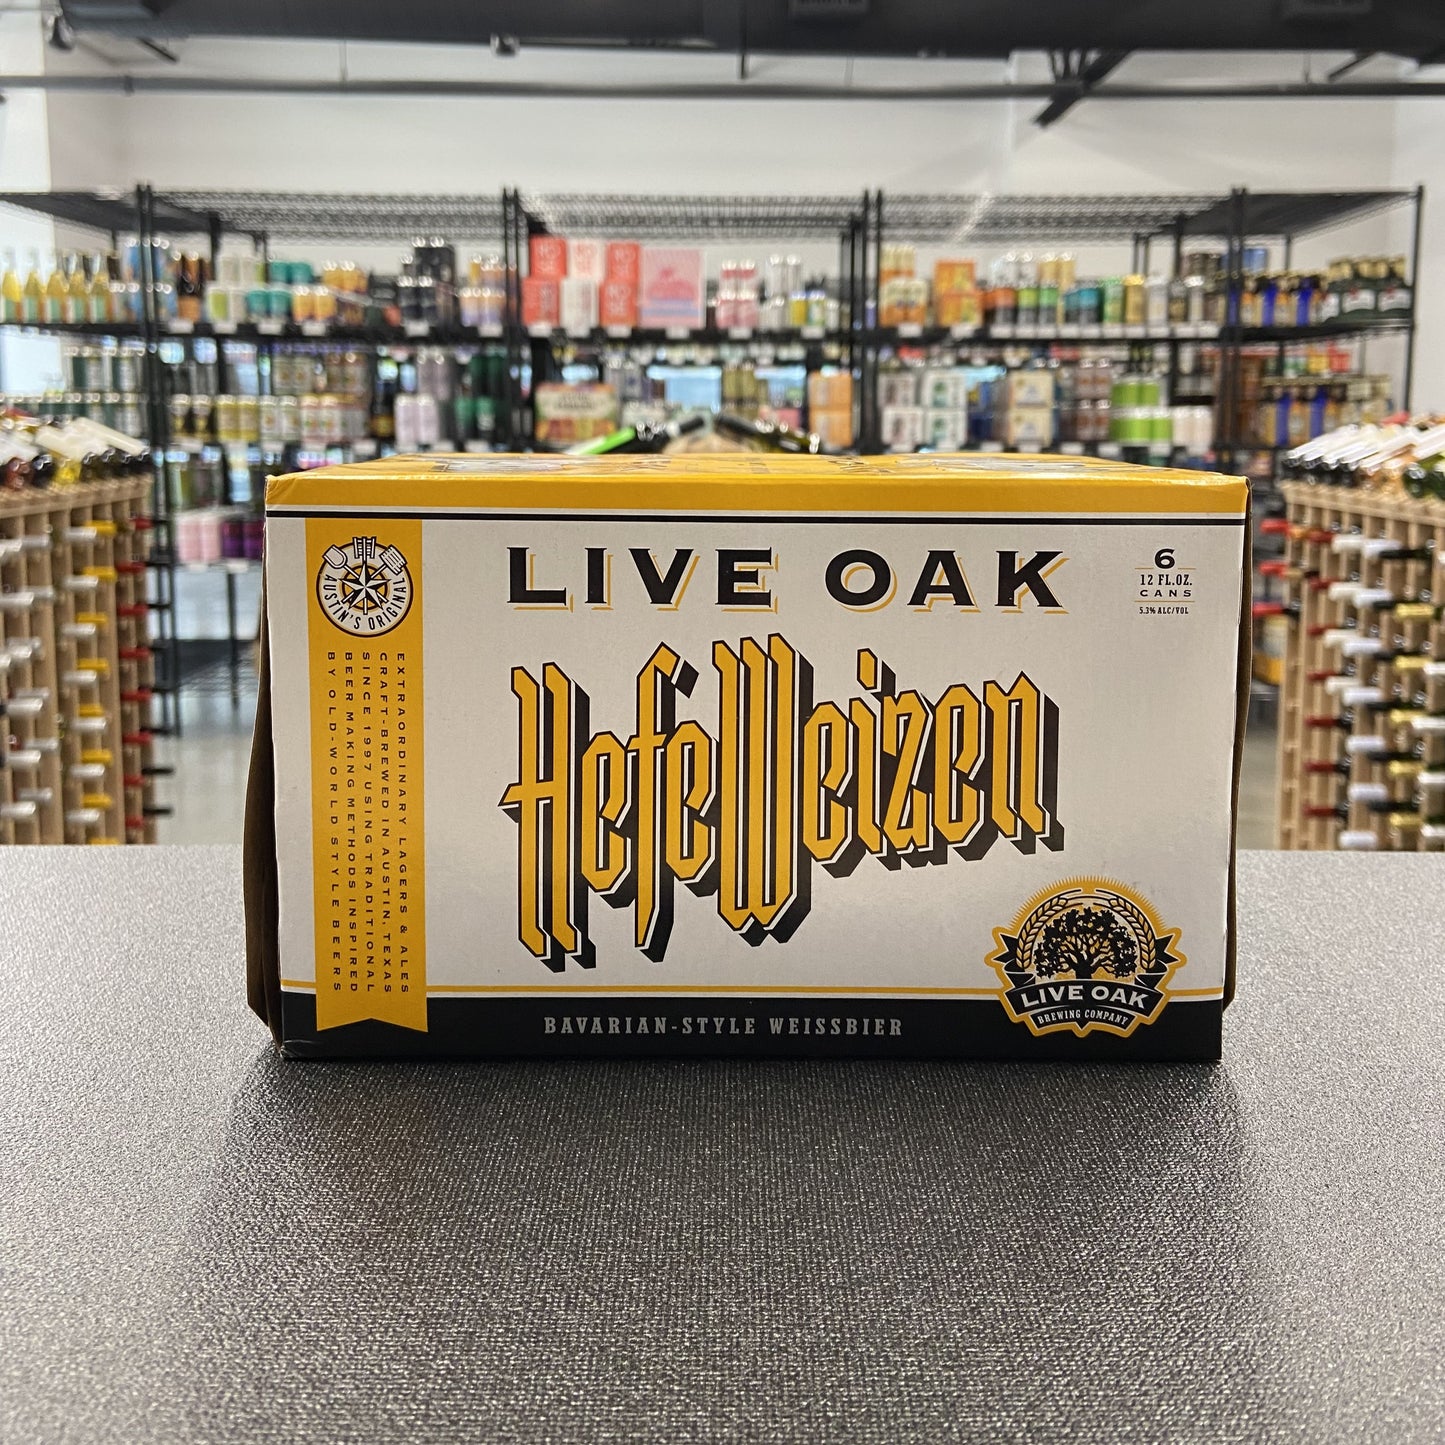 LIVE OAK
HefeWeizen
6
12 FL.OZ.
CANS
5.3% ALC/VOL
AUSTIN'S ORIGINAL
EXTRAORDINARY LAGERS & ALES
CRAFT-BREWED IN AUSTIN, TEXAS
SINCE 1997 USING TRADITIONAL
BEER MAKING METHODS INSPIRED
BY OLD-WORLD STYLE BEERS
BAVARIAN-STYLE WEISSBIER
LIVE OAK
BREWING COMPANY